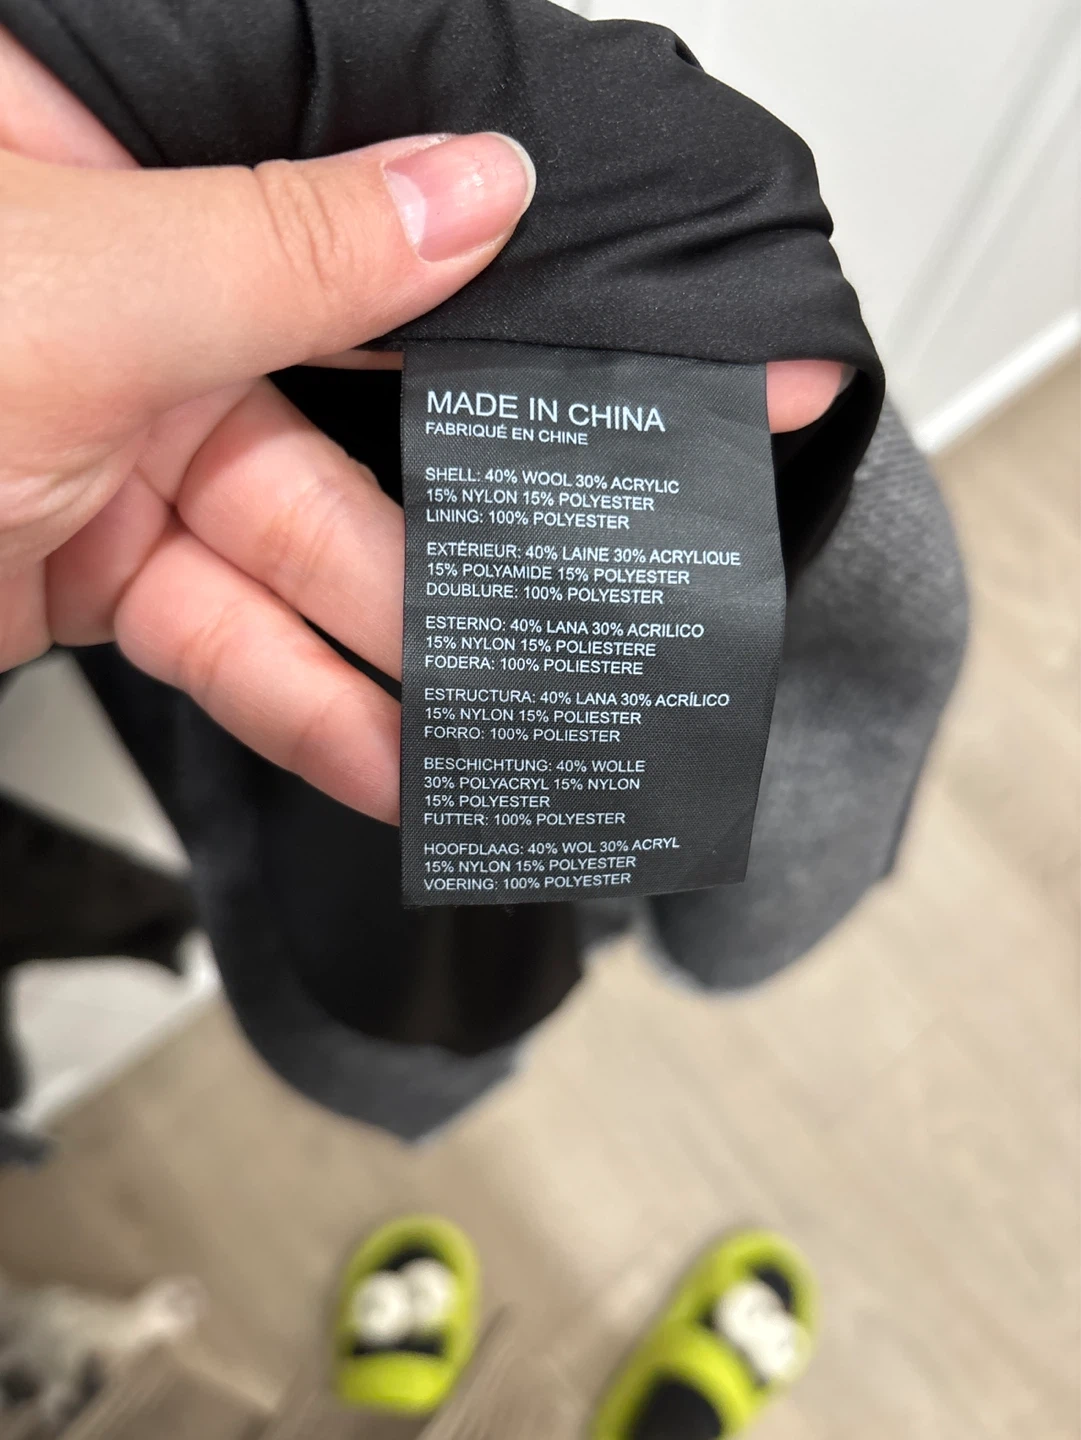 MADE IN CHINA
FABRIQUÉ EN CHINE
SHELL: 40% WOOL 30% ACRYLIC
15% NYLON 15% POLYESTER
LINING: 100% POLYESTER
EXTÉRIEUR: 40% LAINE 30% ACRYLIQUE
15% POLYAMIDE 15% POLYESTER
DOUBLURE: 100% POLYESTER
ESTERNO: 40% LANA 30% ACRILICO
15% NYLON 15% POLIESTERE
FODERA: 100% POLIESTERE
ESTRUCTURA: 40% LANA 30% ACRÍLICO
15% NYLON 15% POLIESTER
FORRO: 100% POLIESTER
BESCHICHTUNG: 40% WOLLE
30% POLYACRYL 15% NYLON
15% POLYESTER
FUTTER: 100% POLYESTER
HOOFDLAAG: 40% WOL 30% ACRYL
15% NYLON 15% POLYESTER
VOERING: 100% POLYESTER